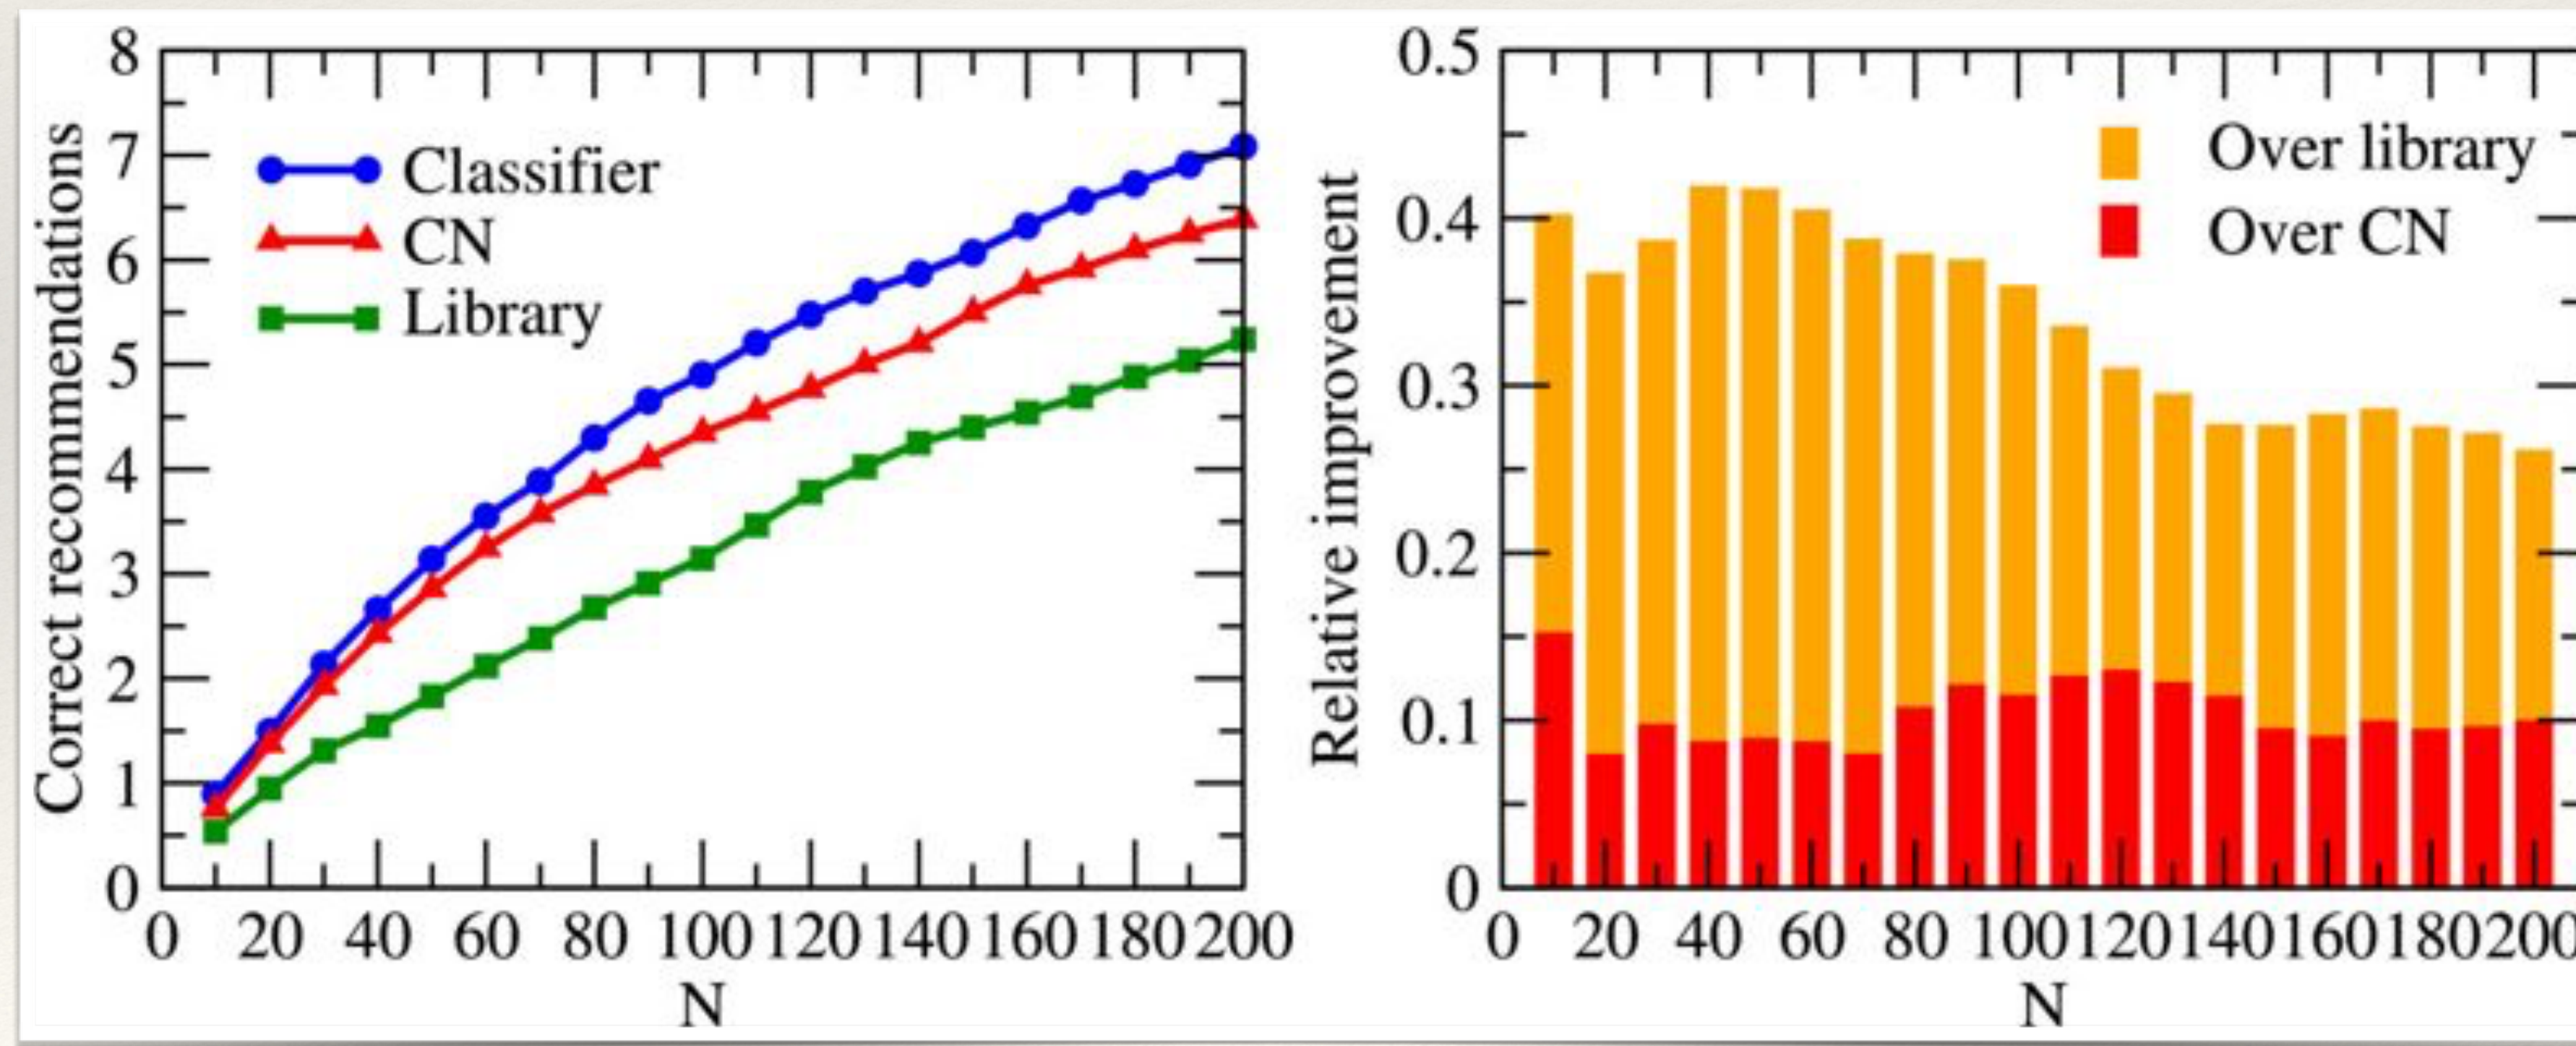 Correct recommendations
8
7
6
5
4
3
2
1
0
Classifier
CN
Library
0 20 40 60 80 100 120 140 160 180 200
N
Relative improvement
0.5
0.4
0.3
0.2
0.1
0
Over library
Over CN
0 20 40 60 80 100 120 140 160 180 200
N